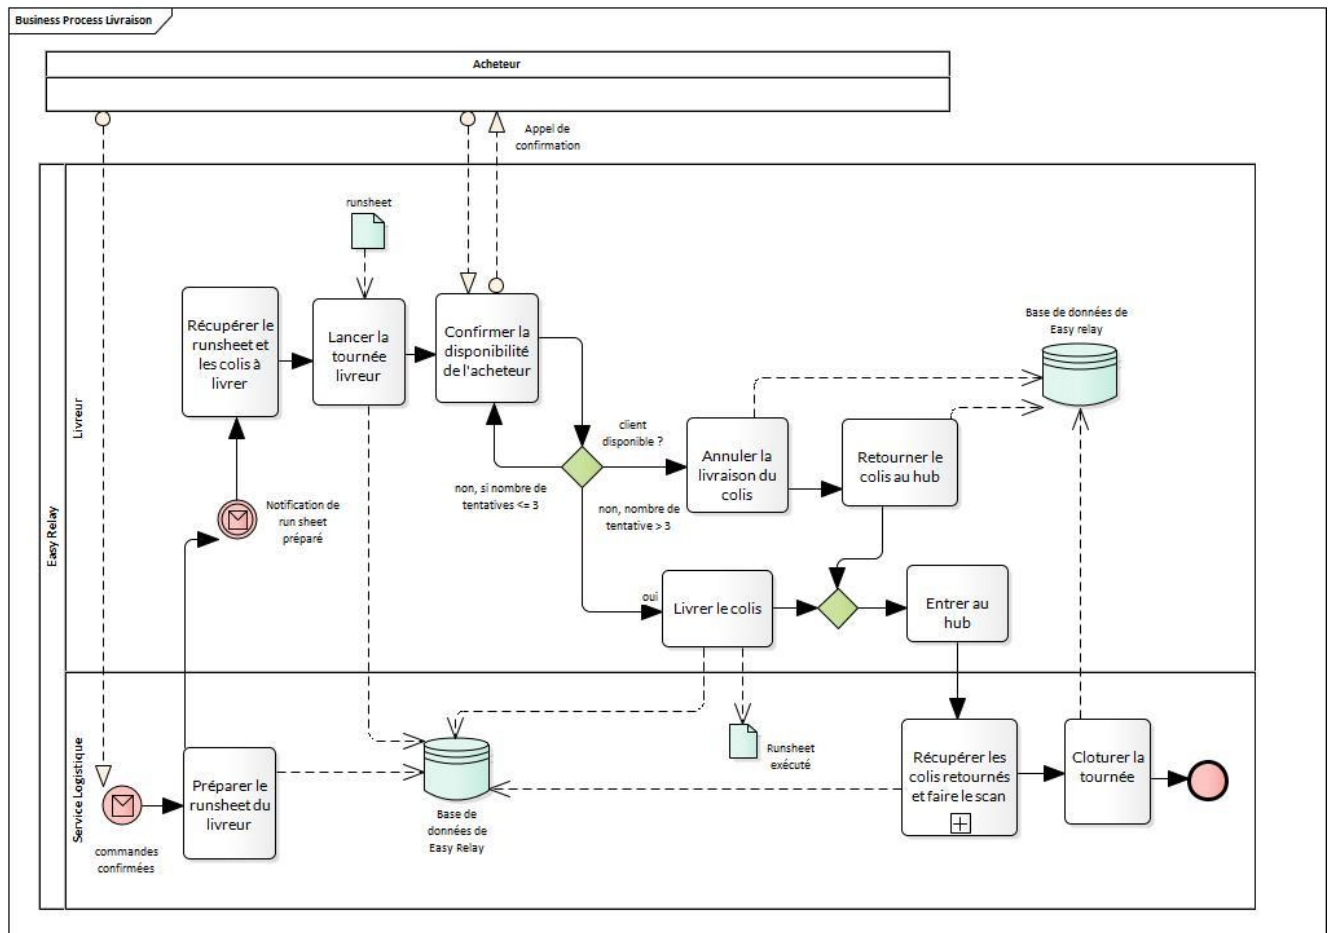 Business Process Livraison
Acheteur
Appel de
confirmation
Easy Relay
Livreur
runsheet
Récupérer le
runsheet et
les colis à
livrer
Lancer la
tournée
livreur
Confirmer la
disponibilité
de l'acheteur
Base de données de
Easy relay
client
disponible ?
Annuler la
livraison du
colis
Retourner le
colis au hub
non, si nombre de
tentatives <= 3
non, nombre de
tentative > 3
Notification de
run sheet
préparé
oui
Livrer le colis
Entrer au
hub
Service Logistique
commandes
confirmées
Préparer le
runsheet du
livreur
Base de
données de
Easy Relay
Runsheet
exécuté
Récupérer les
colis retournés
et faire le scan
Cloturer la
tournée